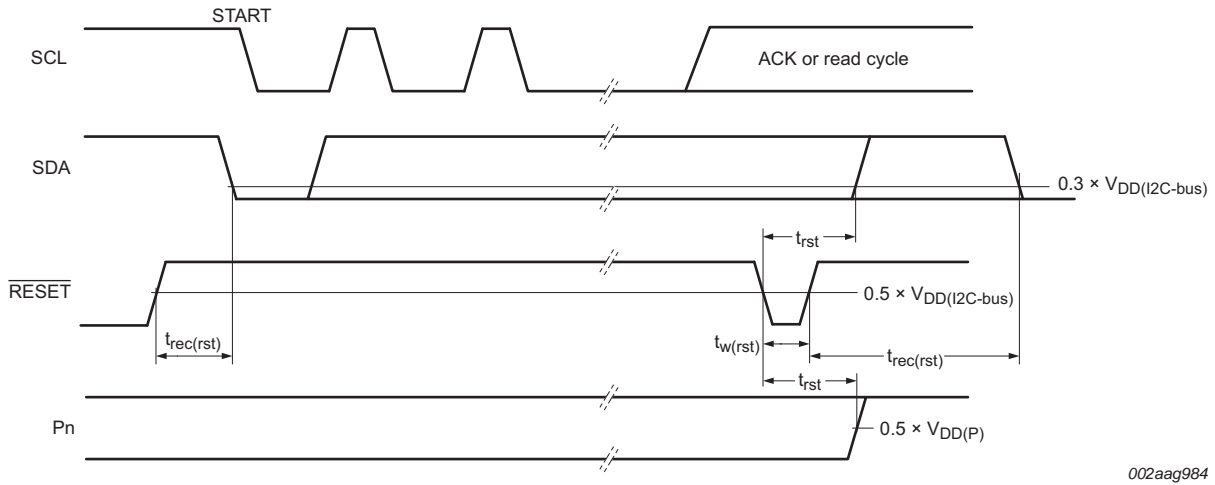 START
SCL
ACK or read cycle
SDA
0.3 × VDD(I2C-bus)
trst
RESET
0.5 × VDD(I2C-bus)
trec(rst)
tw(rst)
trec(rst)
trst
Pn
0.5 × VDD(P)
002aag984